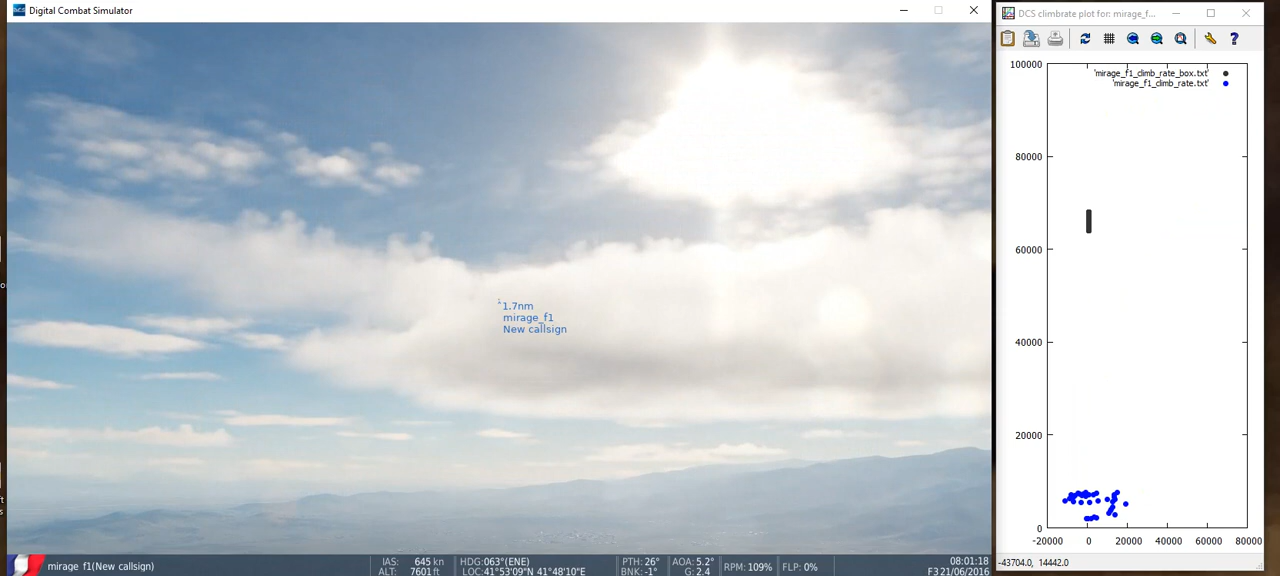 Digital Combat Simulator
1.7nm
mirage_f1
New callsign
mirage_f1(New callsign)
IAS: 645 kn
ALT: 7601 ft
HDG:063°(ENE)
LOC:41°53'09"N 41°48'10"E
PTH: 26°
BNK: -1°
AOA: 5.2°
G: 2.4
RPM: 109%
FLP: 0%
08:01:18
F3 21/06/2016
DCS climbrate plot for: mirage_f...
'mirage_f1_climb_rate_box.txt'
'mirage_f1_climb_rate.txt'
100000
80000
60000
40000
20000
0
-20000 0 20000 40000 60000 80000
-43704.0, 14442.0